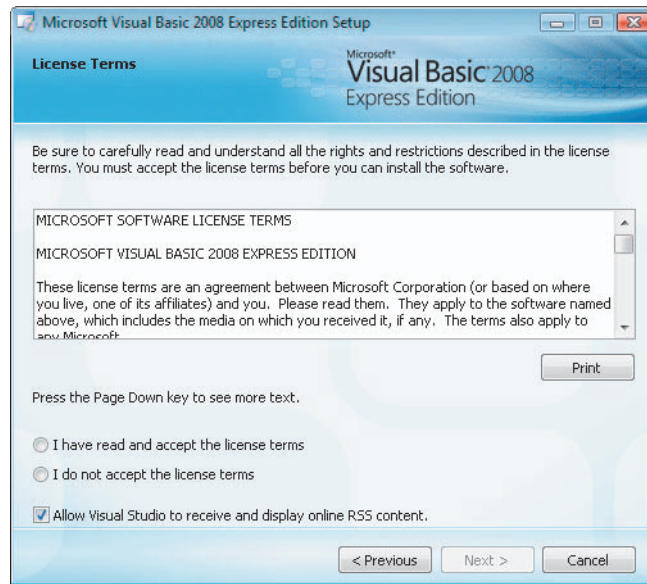 Microsoft Visual Basic 2008 Express Edition Setup
License Terms
Microsoft®
Visual Basic® 2008
Express Edition
Be sure to carefully read and understand all the rights and restrictions described in the license
terms. You must accept the license terms before you can install the software.
MICROSOFT SOFTWARE LICENSE TERMS
MICROSOFT VISUAL BASIC 2008 EXPRESS EDITION
These license terms are an agreement between Microsoft Corporation (or based on where
you live, one of its affiliates) and you. Please read them. They apply to the software named
above, which includes the media on which you received it, if any. The terms also apply to
any Microsoft
Print
Press the Page Down key to see more text.
I have read and accept the license terms
I do not accept the license terms
Allow Visual Studio to receive and display online RSS content.
< Previous
Next >
Cancel